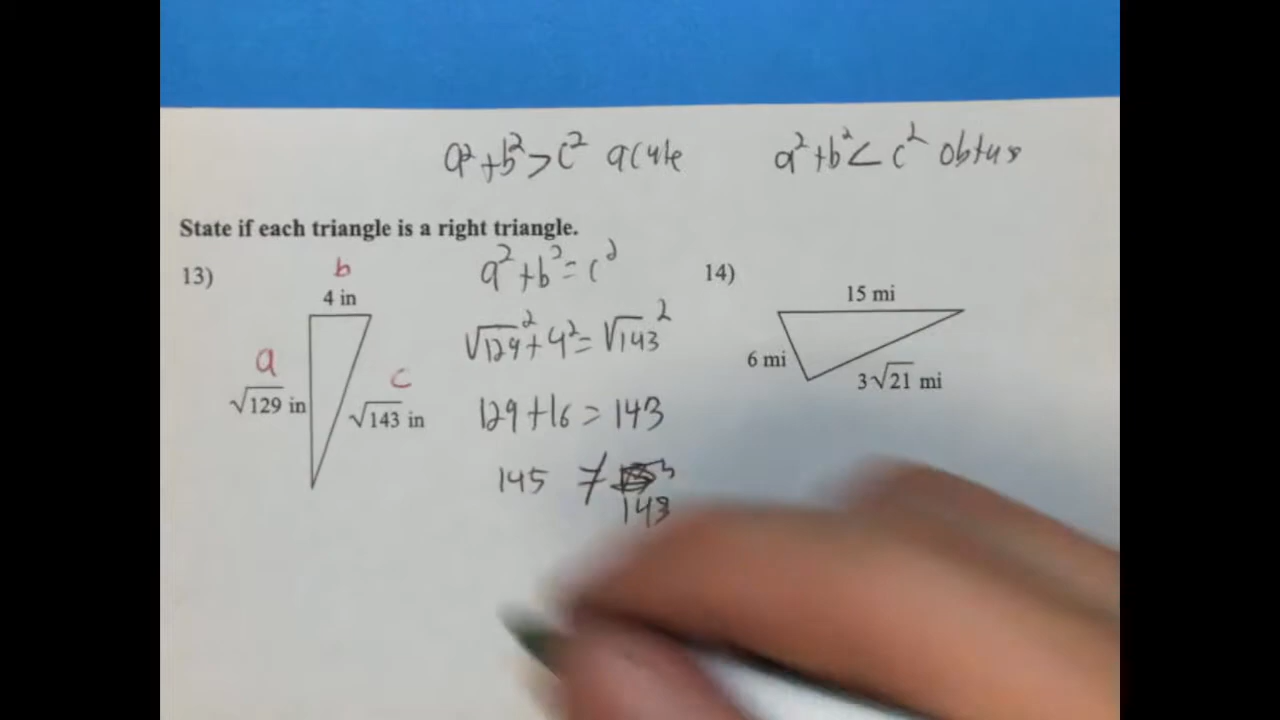 a²+b²>c² acute
a²+b²<c² obtus
State if each triangle is a right triangle.
13)
b
4 in
a
√129 in
c
√143 in
a²+b²=c²
√129²+4²=√143²
129+16=143
145 ≠
143
14)
15 mi
6 mi
3√21 mi